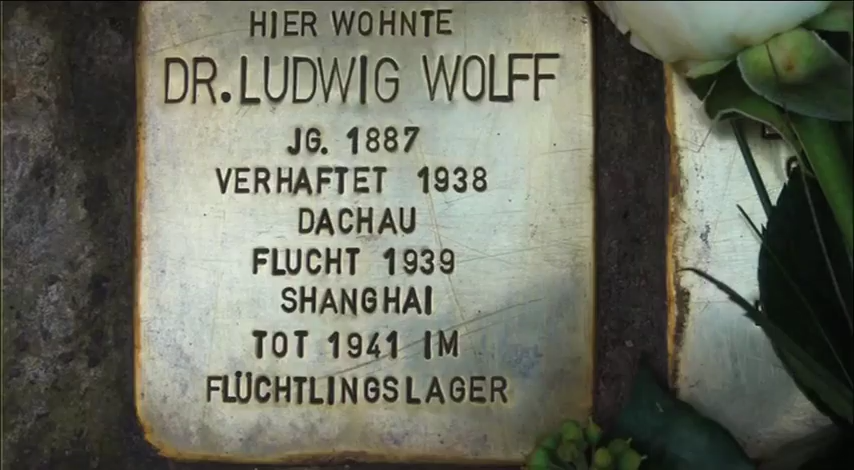 HIER WOHNTE
DR. LUDWIG WOLFF
JG. 1887
VERHAFTET 1938
DACHAU
FLUCHT 1939
SHANGHAI
TOT 1941 IM
FLÜCHTLINGSLAGER